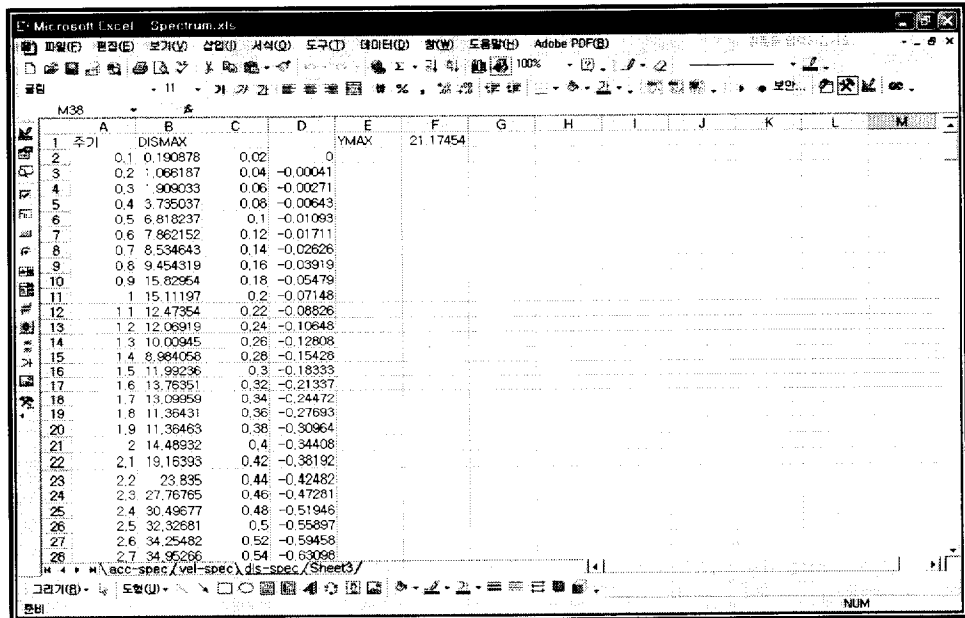 Microsoft Excel - Spectrum.xls
파일(F) 편집(E) 보기(V) 삽입(I) 서식(O) 도구(T) 데이터(D) 창(W) 도움말(H) Adobe PDF(B)
100%
굴림 11 가 가 가 % , 보안...
M38 fx
A B C D E F G H I J K L M
1 주기 DISMAX YMAX 21.17454
2 0.1 0.190878 0.02 0
3 0.2 1.066187 0.04 -0.00041
4 0.3 1.909033 0.06 -0.00271
5 0.4 3.735037 0.08 -0.00643
6 0.5 6.818237 0.1 -0.01093
7 0.6 7.862152 0.12 -0.01711
8 0.7 8.534643 0.14 -0.02626
9 0.8 9.454319 0.16 -0.03919
10 0.9 15.82954 0.18 -0.05479
11 1 15.11197 0.2 -0.07148
12 1.1 12.47354 0.22 -0.08826
13 1.2 12.06919 0.24 -0.10648
14 1.3 10.00945 0.26 -0.12808
15 1.4 8.984058 0.28 -0.15428
16 1.5 11.99236 0.3 -0.18333
17 1.6 13.76351 0.32 -0.21337
18 1.7 13.09959 0.34 -0.24472
19 1.8 11.36431 0.36 -0.27693
20 1.9 11.36463 0.38 -0.30964
21 2 14.48932 0.4 -0.34408
22 2.1 19.16393 0.42 -0.38192
23 2.2 23.835 0.44 -0.42482
24 2.3 27.76765 0.46 -0.47281
25 2.4 30.49677 0.48 -0.51946
26 2.5 32.32681 0.5 -0.55897
27 2.6 34.25482 0.52 -0.59458
28 2.7 34.95266 0.54 -0.63098
acc-spec / vel-spec \ dis-spec / Sheet3 /
그리기(R) 도형(U)
준비 NUM